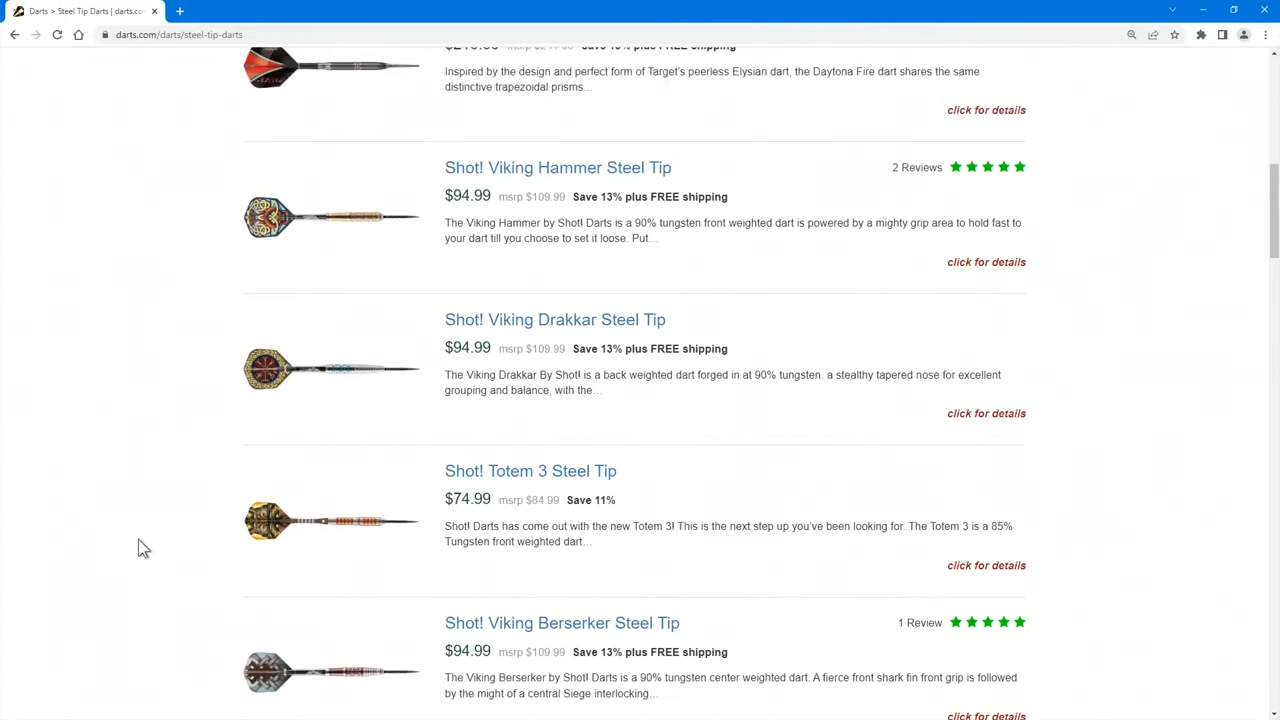 Darts > Steel Tip Darts | darts.co
darts.com/darts/steel-tip-darts
plus FREE shipping
Inspired by the design and perfect form of Target's peerless Elysian dart, the Daytona Fire dart shares the same
distinctive trapezoidal prisms...
click for details
Shot! Viking Hammer Steel Tip
2 Reviews
$94.99 msrp $109.99 Save 13% plus FREE shipping
The Viking Hammer by Shot! Darts is a 90% tungsten front weighted dart is powered by a mighty grip area to hold fast to
your dart till you choose to set it loose. Put...
click for details
Shot! Viking Drakkar Steel Tip
$94.99 msrp $109.99 Save 13% plus FREE shipping
The Viking Drakkar By Shot! is a back weighted dart forged in at 90% tungsten. a stealthy tapered nose for excellent
grouping and balance, with the...
click for details
Shot! Totem 3 Steel Tip
$74.99 msrp $84.99 Save 11%
Shot! Darts has come out with the new Totem 3! This is the next step up you've been looking for. The Totem 3 is a 85%
Tungsten front weighted dart...
click for details
Shot! Viking Berserker Steel Tip
1 Review
$94.99 msrp $109.99 Save 13% plus FREE shipping
The Viking Berserker by Shot! Darts is a 90% tungsten center weighted dart. A fierce front shark fin front grip is followed
by the might of a central Siege interlocking...
click for details